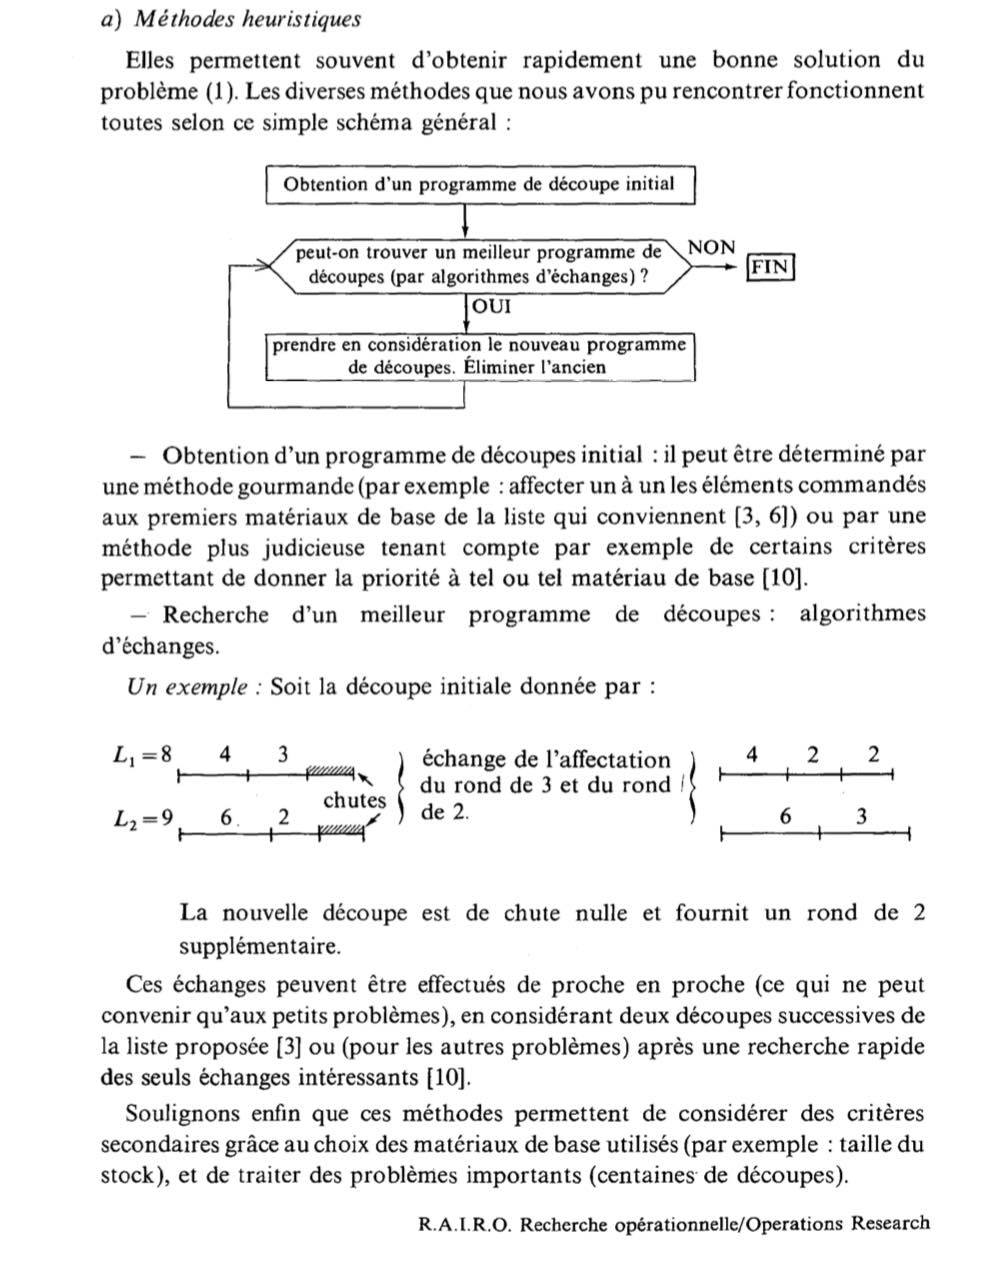 a) Méthodes heuristiques
Elles permettent souvent d'obtenir rapidement une bonne solution du
problème (1). Les diverses méthodes que nous avons pu rencontrer fonctionnent
toutes selon ce simple schéma général :
Obtention d'un programme de découpe initial
peut-on trouver un meilleur programme de
découpes (par algorithmes d'échanges) ?
NON
FIN
OUI
prendre en considération le nouveau programme
de découpes. Éliminer l'ancien
— Obtention d'un programme de découpes initial : il peut être déterminé par
une méthode gourmande (par exemple : affecter un à un les éléments commandés
aux premiers matériaux de base de la liste qui conviennent [3, 6]) ou par une
méthode plus judicieuse tenant compte par exemple de certains critères
permettant de donner la priorité à tel ou tel matériau de base [10].
— Recherche d'un meilleur programme de découpes : algorithmes
d'échanges.
Un exemple : Soit la découpe initiale donnée par :
L1 = 8 4 3
chutes
L2 = 9 6 2
échange de l'affectation
du rond de 3 et du rond
de 2.
4 2 2
6 3
La nouvelle découpe est de chute nulle et fournit un rond de 2
supplémentaire.
Ces échanges peuvent être effectués de proche en proche (ce qui ne peut
convenir qu'aux petits problèmes), en considérant deux découpes successives de
la liste proposée [3] ou (pour les autres problèmes) après une recherche rapide
des seuls échanges intéressants [10].
Soulignons enfin que ces méthodes permettent de considérer des critères
secondaires grâce au choix des matériaux de base utilisés (par exemple : taille du
stock), et de traiter des problèmes importants (centaines de découpes).
R.A.I.R.O. Recherche opérationnelle/Operations Research